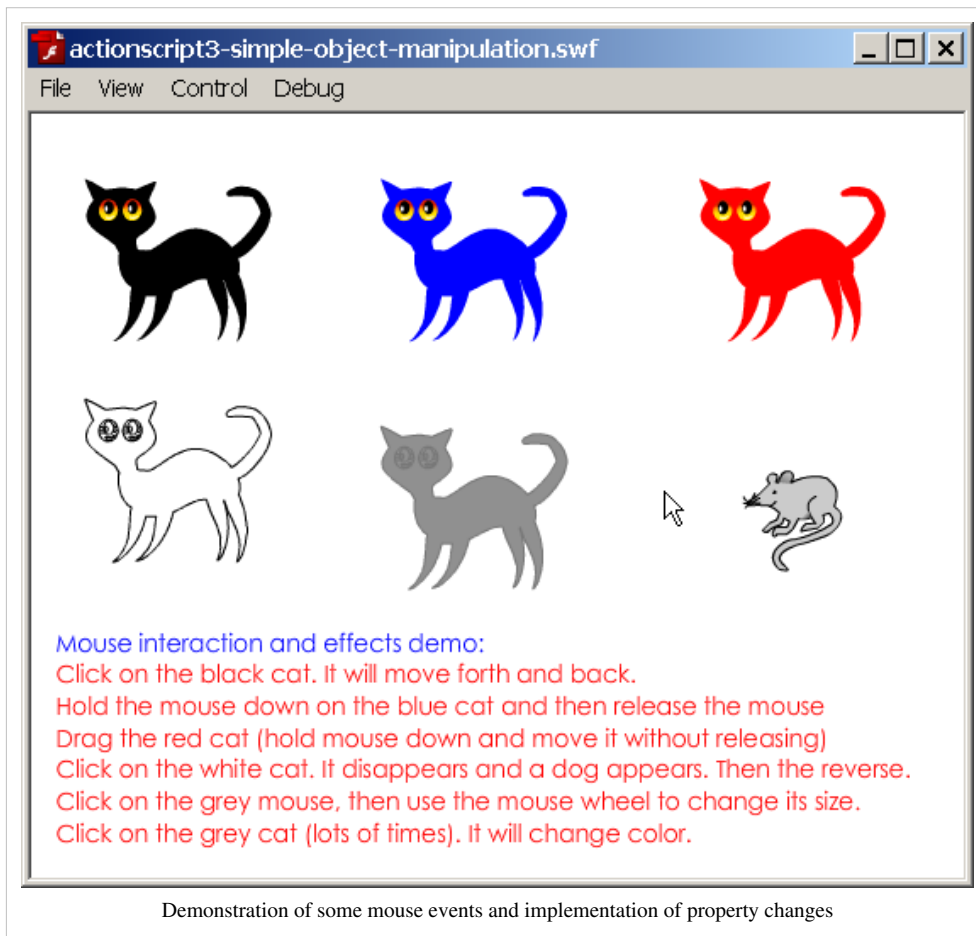 actionscript3-simple-object-manipulation.swf
File View Control Debug
Mouse interaction and effects demo:
Click on the black cat. It will move forth and back.
Hold the mouse down on the blue cat and then release the mouse
Drag the red cat (hold mouse down and move it without releasing)
Click on the white cat. It disappears and a dog appears. Then the reverse.
Click on the grey mouse, then use the mouse wheel to change its size.
Click on the grey cat (lots of times). It will change color.
Demonstration of some mouse events and implementation of property changes